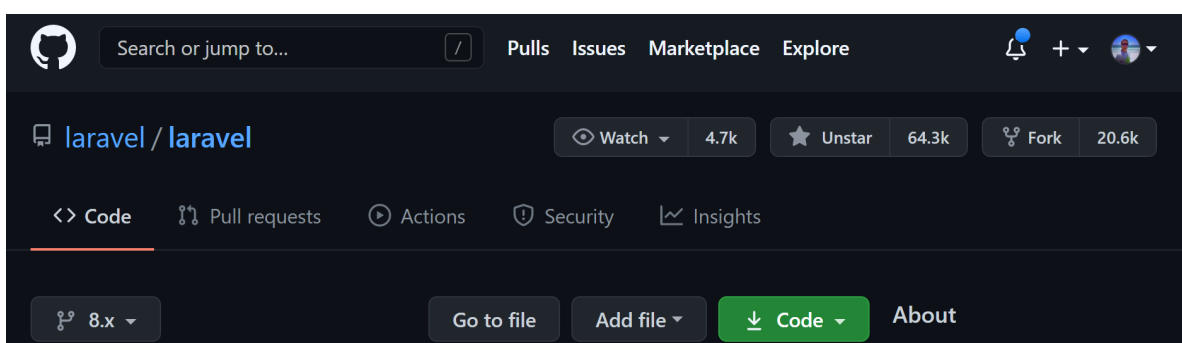 Search or jump to... / Pulls Issues Marketplace Explore
laravel / laravel Watch 4.7k Unstar 64.3k Fork 20.6k
Code Pull requests Actions Security Insights
8.x Go to file Add file Code About